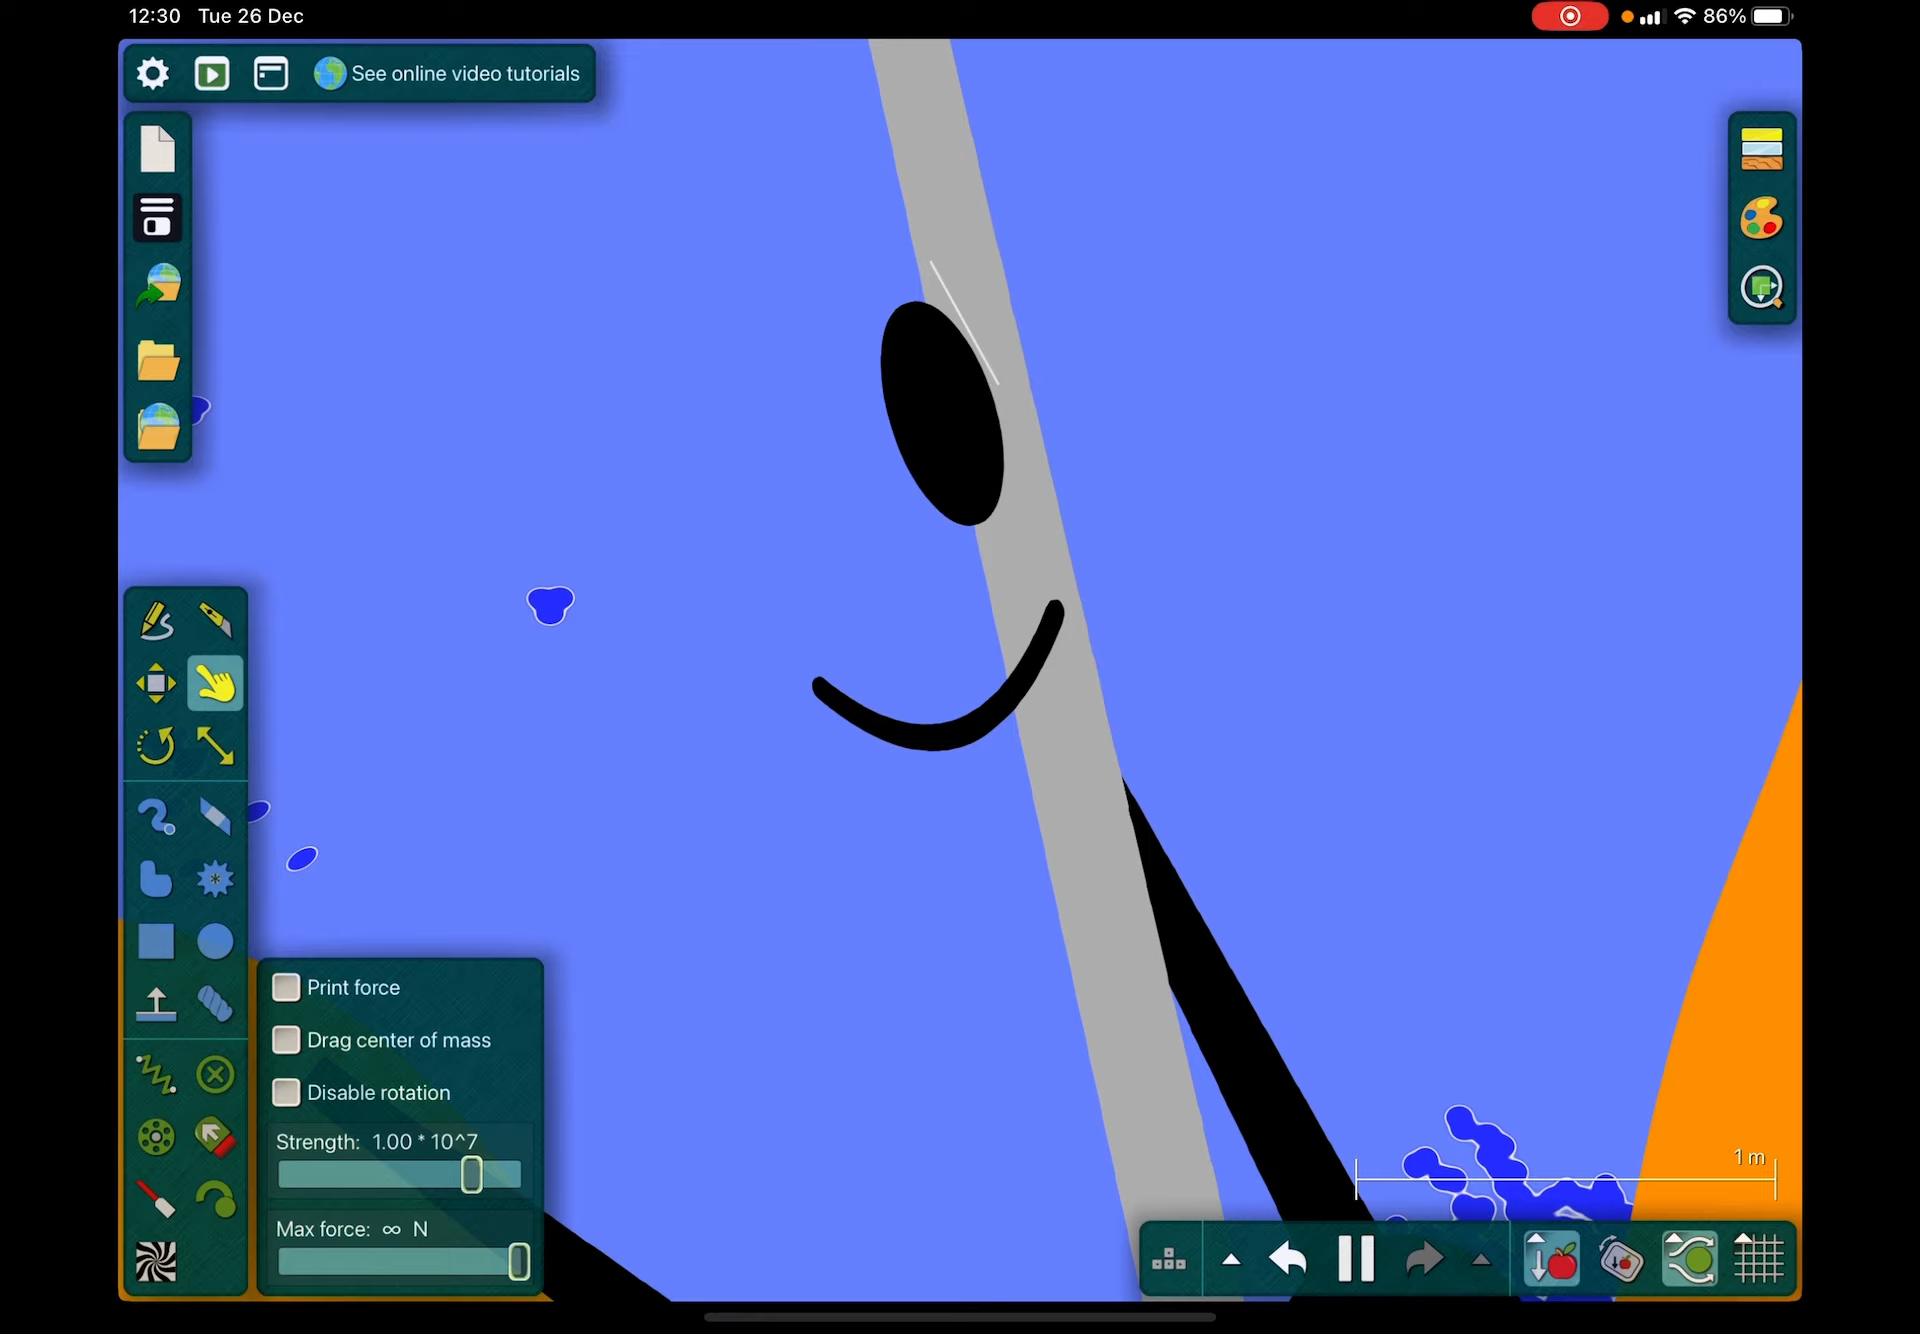 12:30 Tue 26 Dec
86%
See online video tutorials
Print force
Drag center of mass
Disable rotation
Strength: 1.00 * 10^7
Max force: ∞ N
1 m